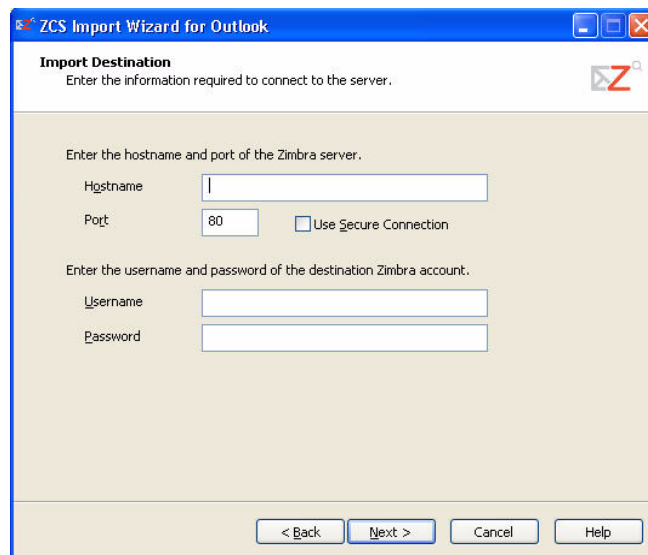 ZCS Import Wizard for Outlook
Import Destination
Enter the information required to connect to the server.
Enter the hostname and port of the Zimbra server.
Hostname
Port 80 Use Secure Connection
Enter the username and password of the destination Zimbra account.
Username
Password
< Back Next > Cancel Help